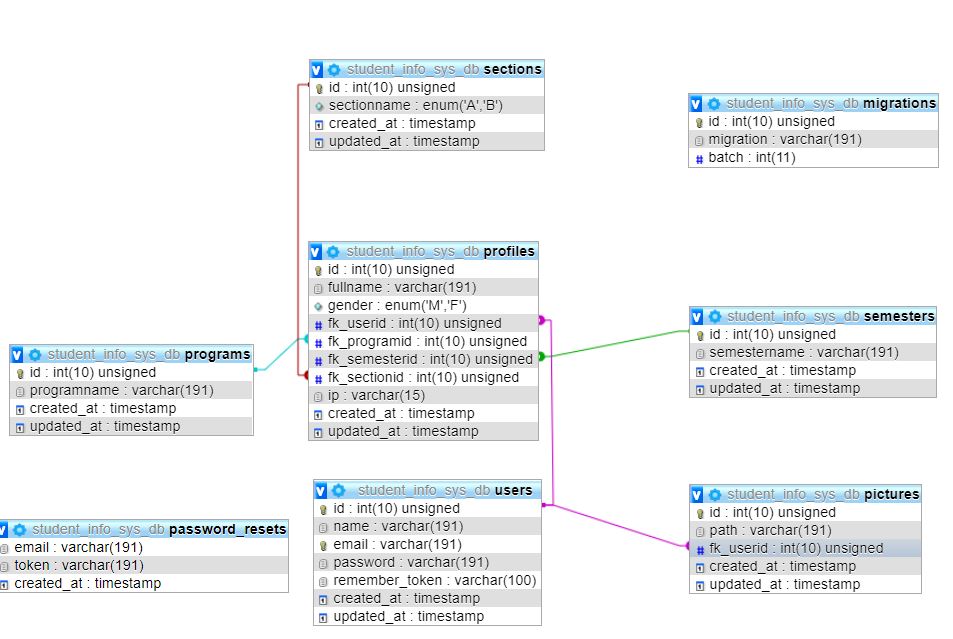 student_info_sys_db sections
id : int(10) unsigned
sectionname : enum('A','B')
created_at : timestamp
updated_at : timestamp
student_info_sys_db migrations
id : int(10) unsigned
migration : varchar(191)
batch : int(11)
student_info_sys_db profiles
id : int(10) unsigned
fullname : varchar(191)
gender : enum('M','F')
fk_userid : int(10) unsigned
fk_programid : int(10) unsigned
fk_semesterid : int(10) unsigned
fk_sectionid : int(10) unsigned
ip : varchar(15)
created_at : timestamp
updated_at : timestamp
student_info_sys_db semesters
id : int(10) unsigned
semestername : varchar(191)
created_at : timestamp
updated_at : timestamp
student_info_sys_db programs
id : int(10) unsigned
programname : varchar(191)
created_at : timestamp
updated_at : timestamp
student_info_sys_db users
id : int(10) unsigned
name : varchar(191)
email : varchar(191)
password : varchar(191)
remember_token : varchar(100)
created_at : timestamp
updated_at : timestamp
student_info_sys_db pictures
id : int(10) unsigned
path : varchar(191)
fk_userid : int(10) unsigned
created_at : timestamp
updated_at : timestamp
student_info_sys_db password_resets
email : varchar(191)
token : varchar(191)
created_at : timestamp